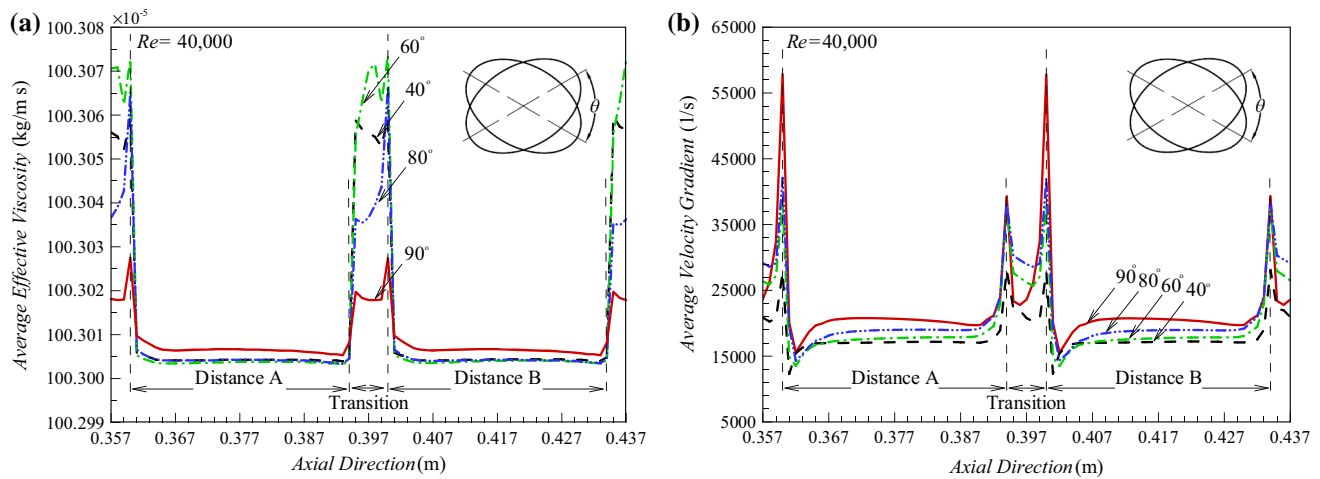 (a)
×10⁻⁵
100.308
100.307
100.306
100.305
100.304
100.303
100.302
100.301
100.300
100.299
Average Effective Viscosity (kg/m s)
Re= 40,000
60°
40°
80°
90°
θ
Distance A
Distance B
Transition
0.357 0.367 0.377 0.387 0.397 0.407 0.417 0.427 0.437
Axial Direction (m)
(b)
65000
55000
45000
35000
25000
15000
5000
Average Velocity Gradient (1/s)
Re=40,000
θ
90° 80° 60° 40°
Distance A
Distance B
Transition
0.357 0.367 0.377 0.387 0.397 0.407 0.417 0.427 0.437
Axial Direction (m)